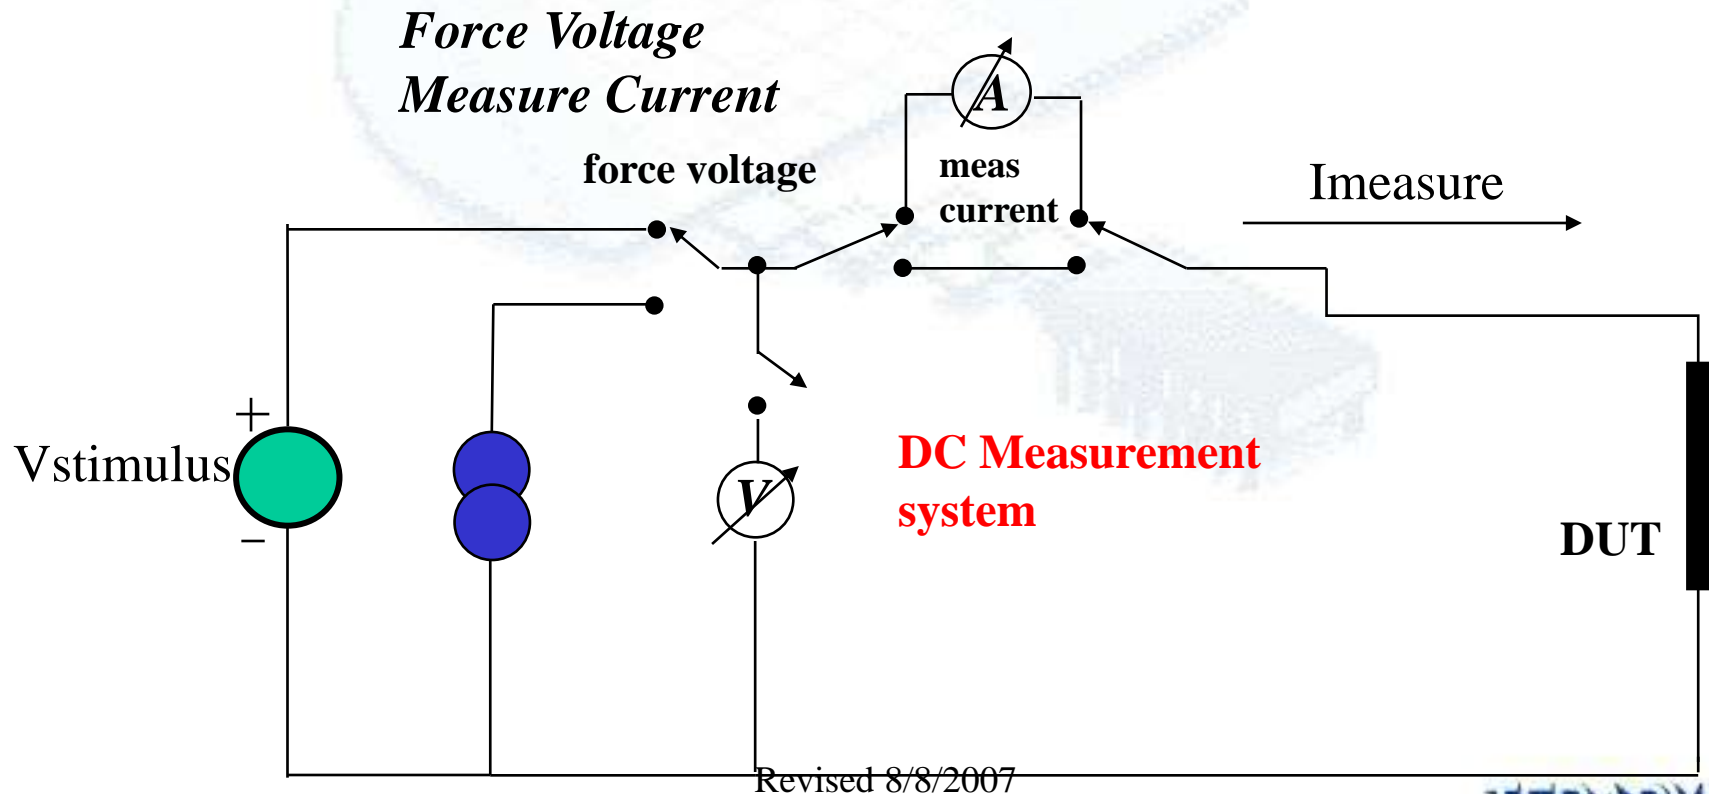 Force Voltage
Measure Current
force voltage
A
meas
current
Imeasure
+
Vstimulus
−
V
DC Measurement
system
DUT
Revised 8/8/2007